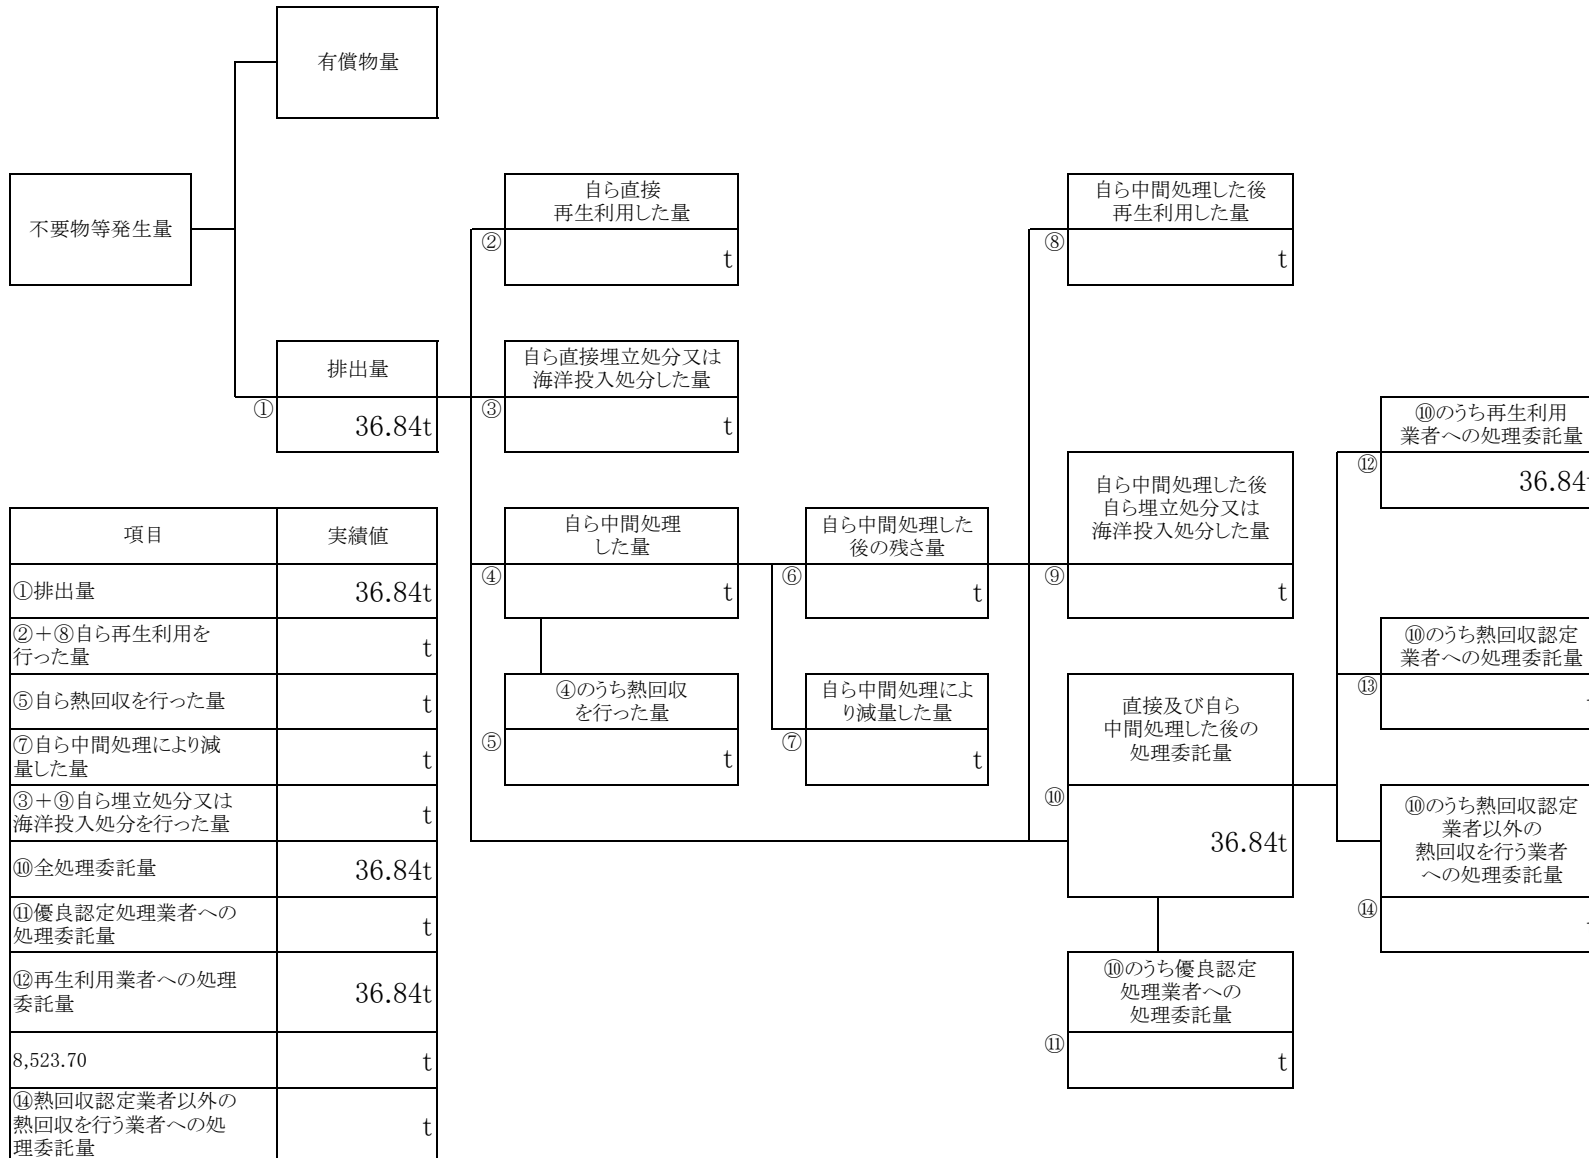 有償物量
不要物等発生量
排出量
①
36.84t
自ら直接
再生利用した量
②
t
自ら直接埋立処分又は
海洋投入処分した量
③
t
自ら中間処理
した量
④
t
④のうち熱回収
を行った量
⑤
t
自ら中間処理した
後の残さ量
⑥
t
自ら中間処理によ
り減量した量
⑦
t
自ら中間処理した後
再生利用した量
⑧
t
自ら中間処理した後
自ら埋立処分又は
海洋投入処分した量
⑨
t
直接及び自ら
中間処理した後の
処理委託量
⑩
36.84t
⑩のうち優良認定
処理業者への
処理委託量
⑪
t
⑩のうち再生利用
業者への処理委託量
⑫
36.84t
⑩のうち熱回収認定
業者への処理委託量
⑬
⑩のうち熱回収認定
業者以外の
熱回収を行う業者
への処理委託量
⑭
項目 実績値
①排出量 36.84t
②＋⑧自ら再生利用を
行った量 t
⑤自ら熱回収を行った量 t
⑦自ら中間処理により減
量した量 t
③＋⑨自ら埋立処分又は
海洋投入処分を行った量 t
⑩全処理委託量 36.84t
⑪優良認定処理業者への
処理委託量 t
⑫再生利用業者への処理
委託量 36.84t
8,523.70 t
⑭熱回収認定業者以外の
熱回収を行う業者への処
理委託量 t